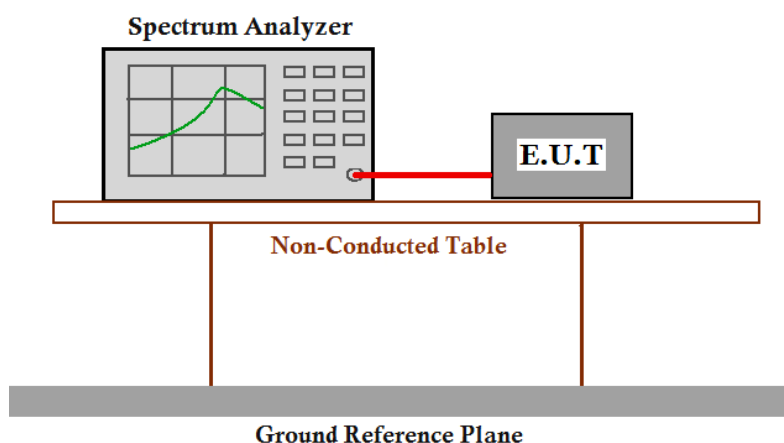 Spectrum Analyzer
E.U.T
Non-Conducted Table
Ground Reference Plane